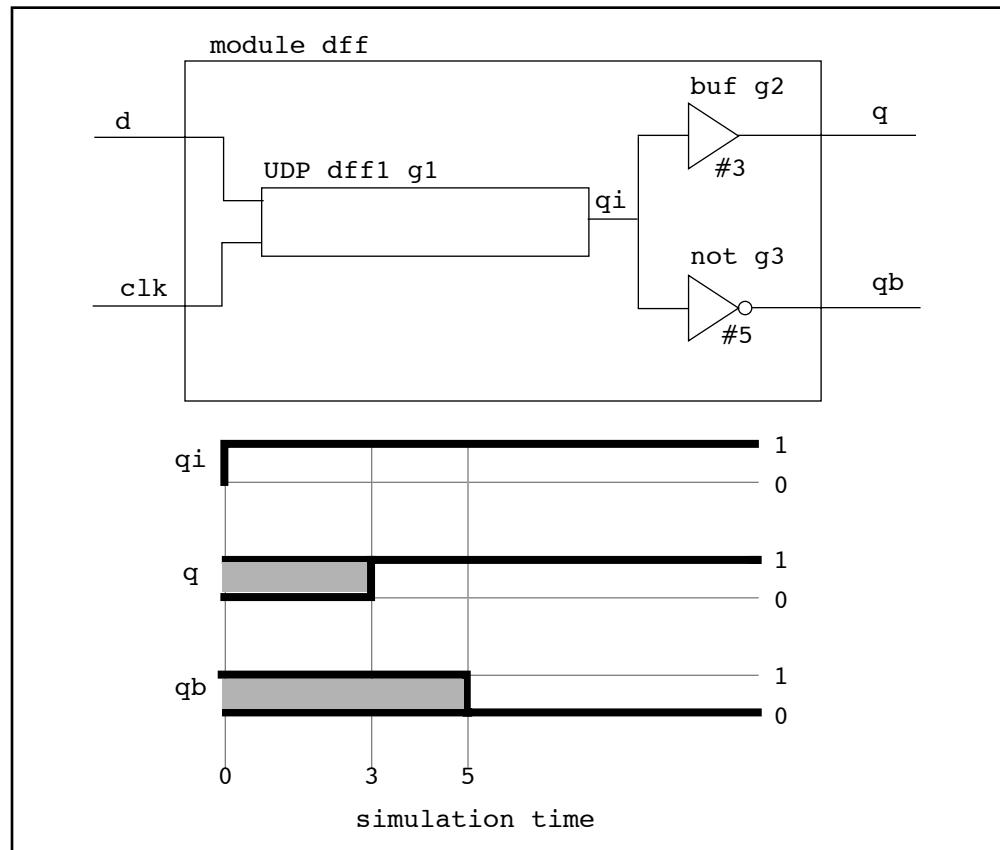 module dff
buf g2
d
q
#3
UDP dff1 g1
qi
not g3
clk
qb
#5
qi
1
0
q
1
0
qb
1
0
0 3 5
simulation time